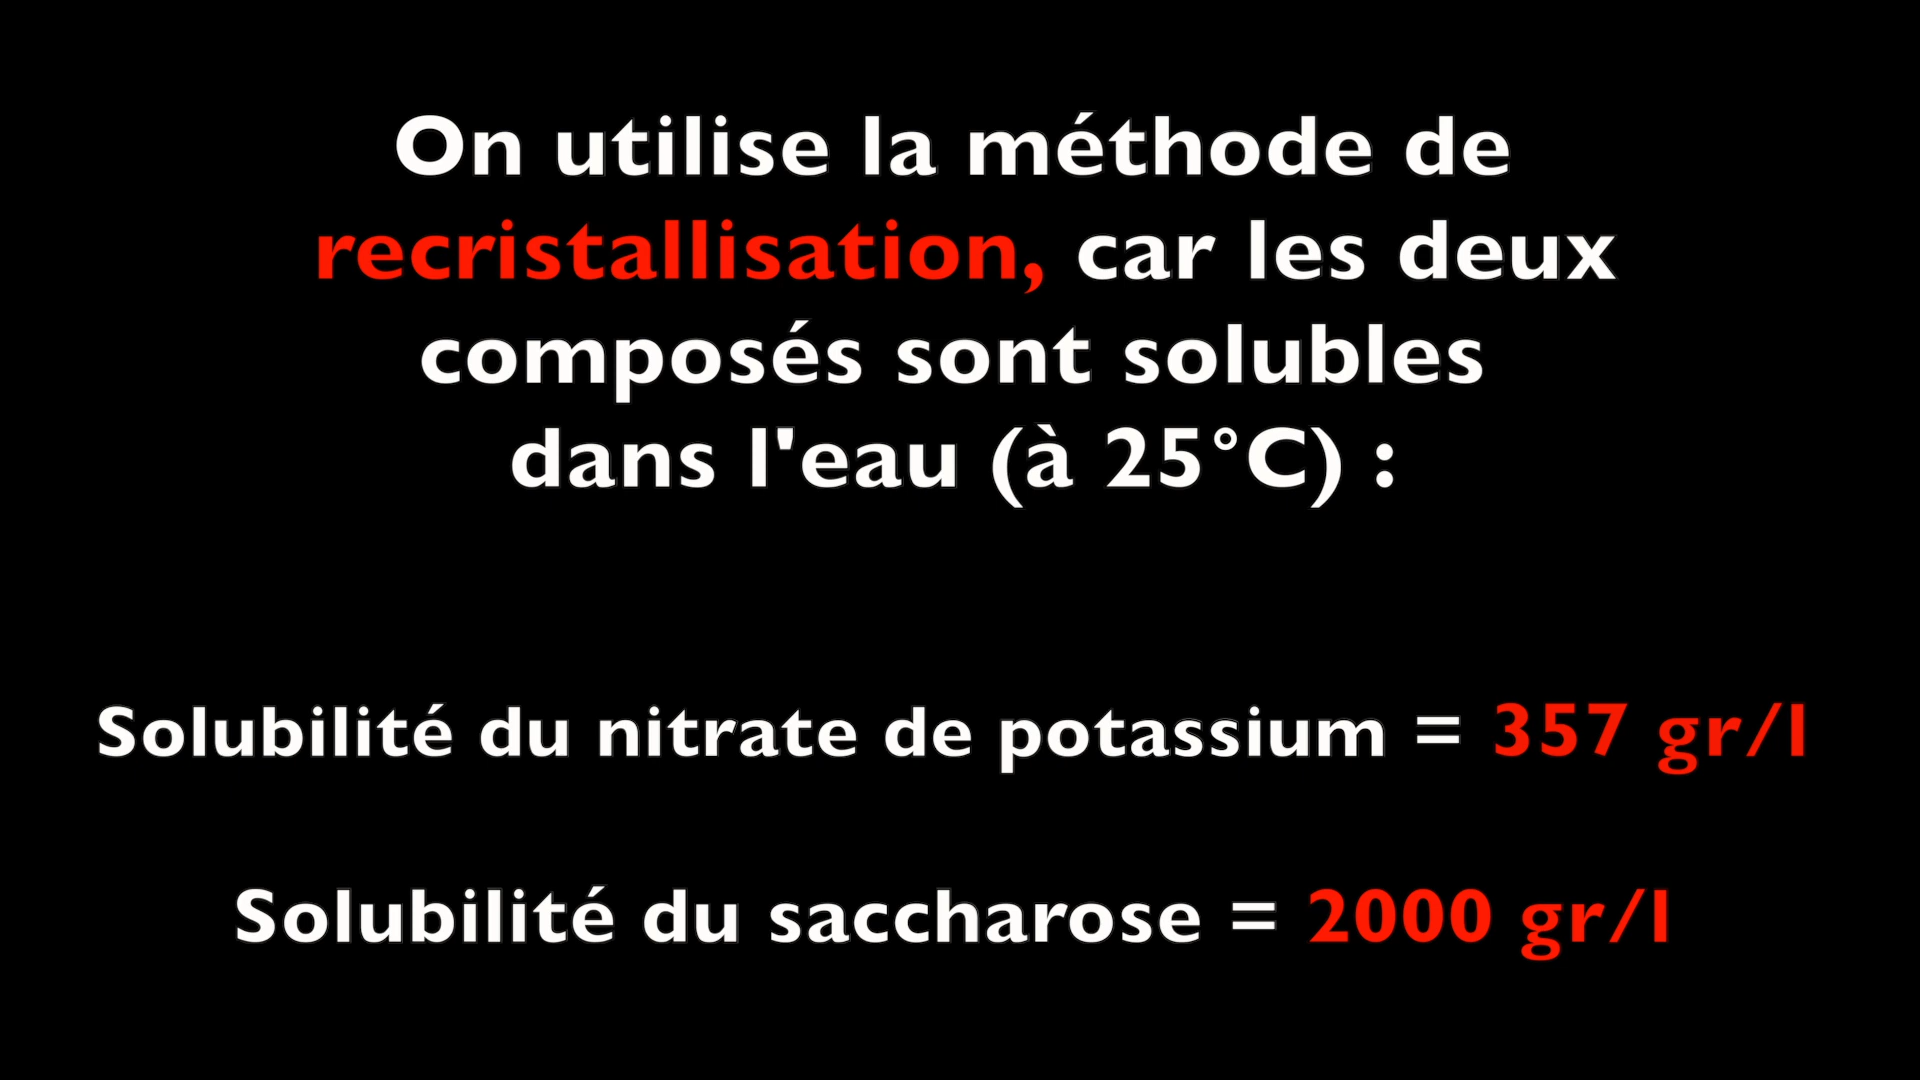 On utilise la méthode de
recristallisation, car les deux
composés sont solubles
dans l'eau (à 25°C) :
Solubilité du nitrate de potassium = 357 gr/l
Solubilité du saccharose = 2000 gr/l